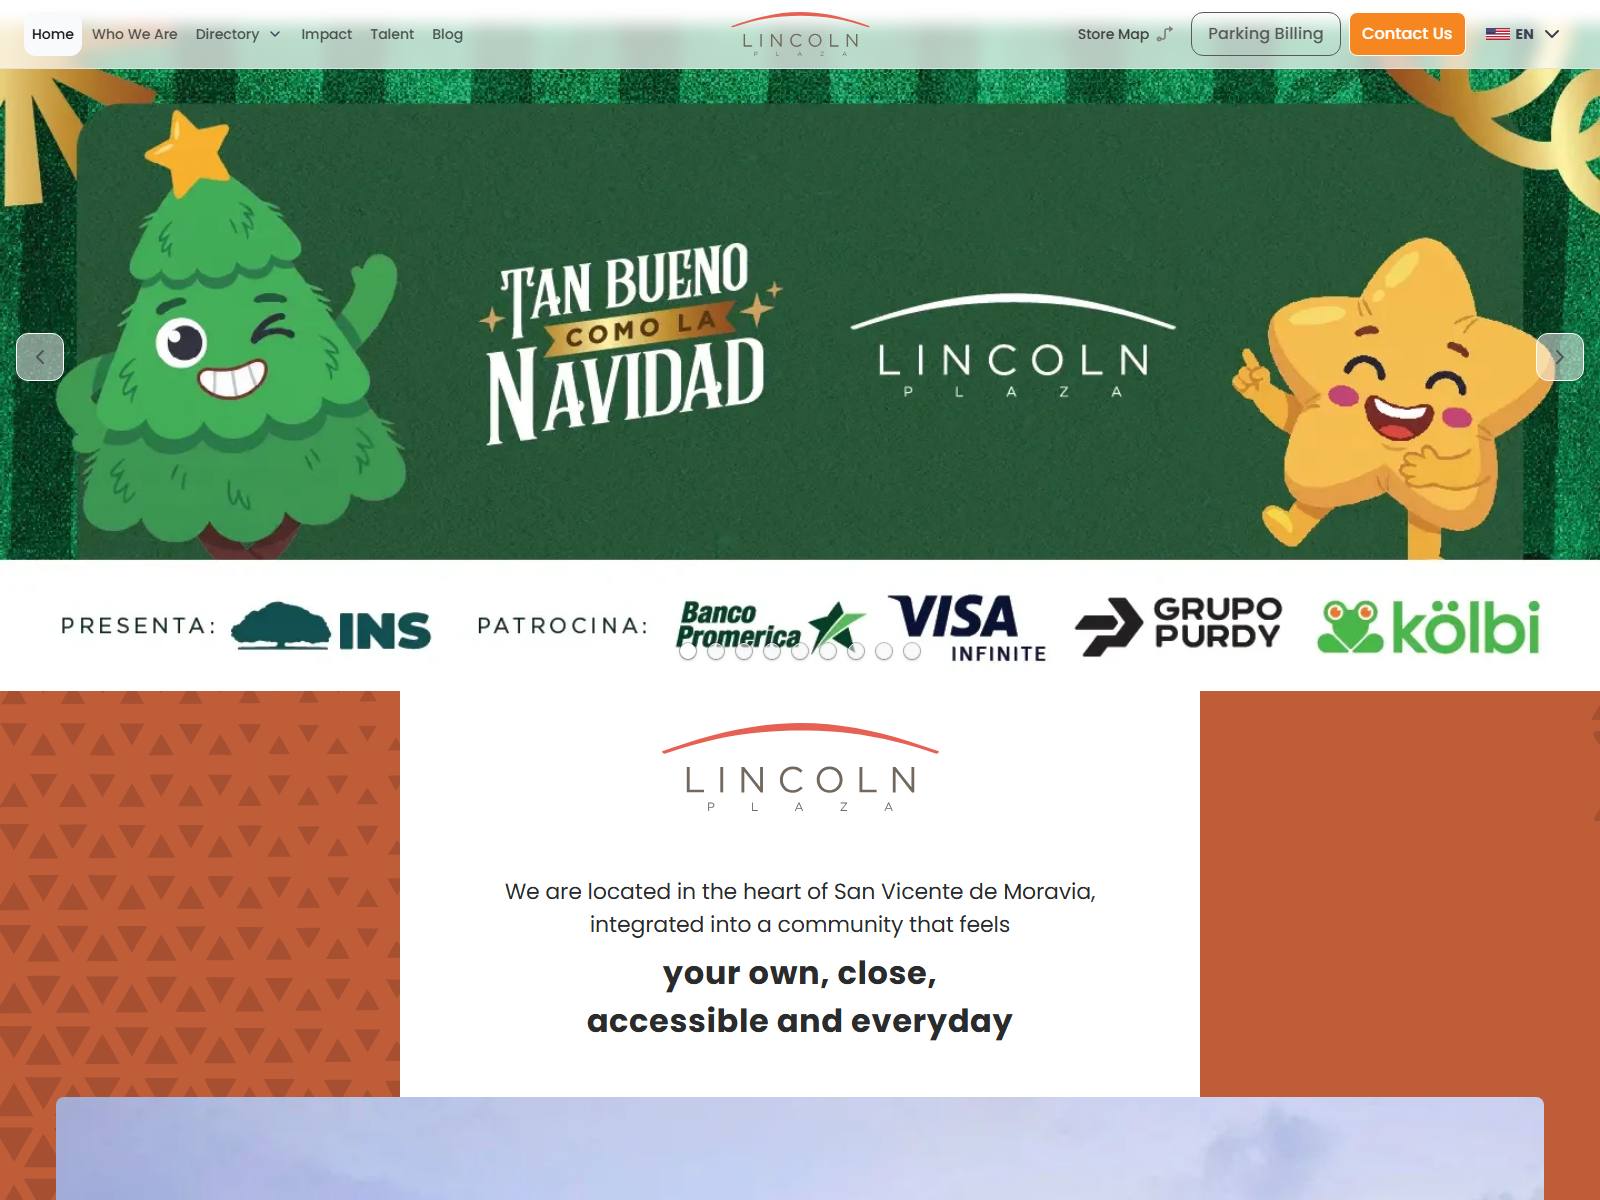 Home
Who We Are
Directory
Impact
Talent
Blog
LINCOLN
PLAZA
Store Map
Parking Billing
Contact Us
EN
TAN BUENO
COMO LA
NAVIDAD
LINCOLN
PLAZA
PRESENTA:
INS
PATROCINA:
Banco
Promerica
VISA
INFINITE
GRUPO
PURDY
kölbi
LINCOLN
PLAZA
We are located in the heart of San Vicente de Moravia,
integrated into a community that feels
your own, close,
accessible and everyday